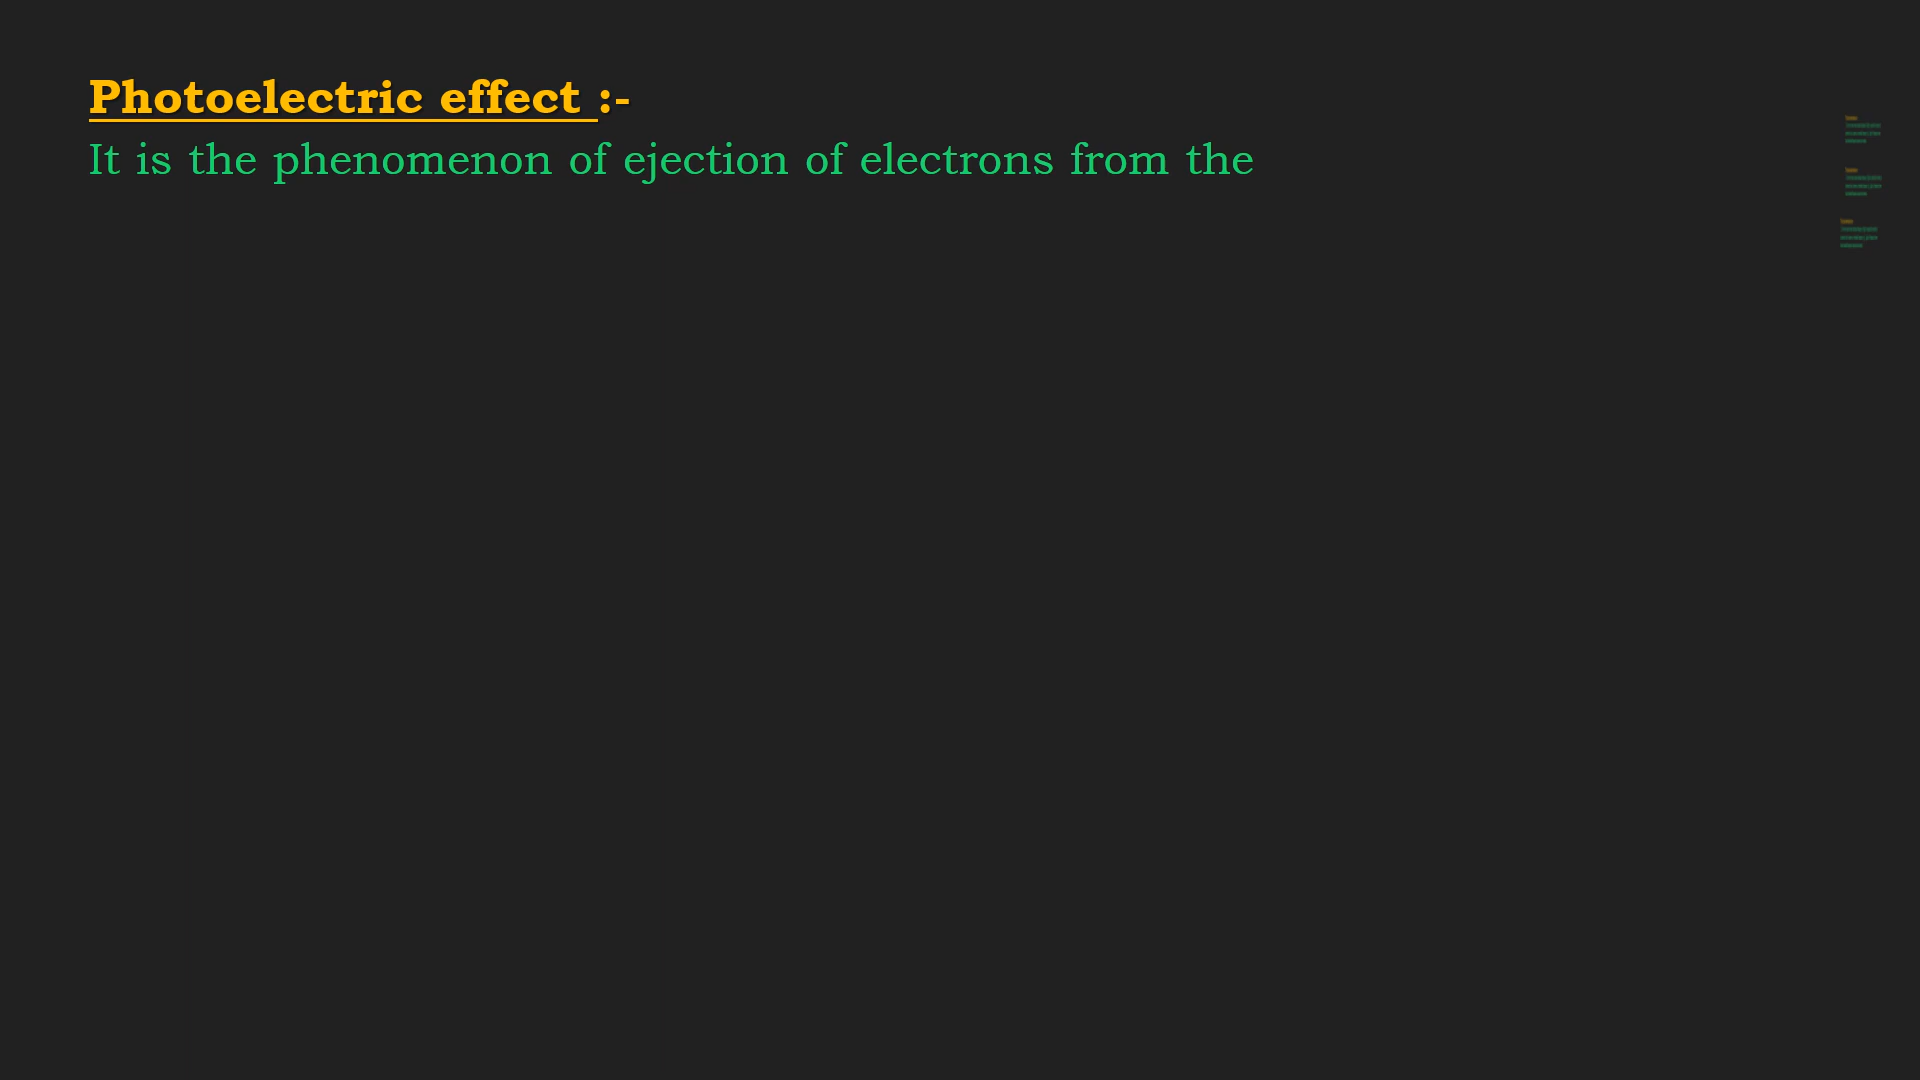 Photoelectric effect :-
It is the phenomenon of ejection of electrons from the